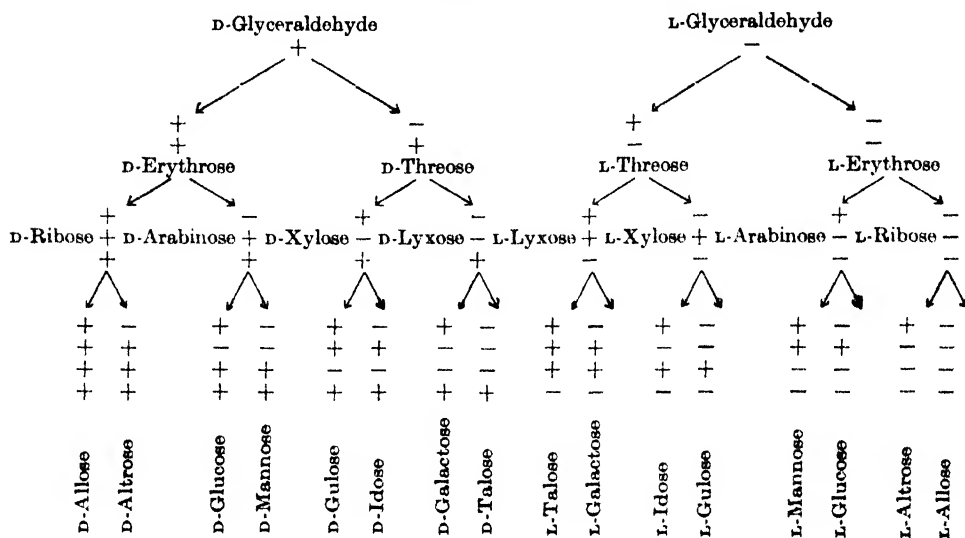 D-Glyceraldehyde L-Glyceraldehyde
+ −
+ − + −
+ + − −
D-Erythrose D-Threose L-Threose L-Erythrose
+ − + − + − + −
D-Ribose + D-Arabinose + D-Xylose − D-Lyxose − L-Lyxose + L-Xylose + L-Arabinose − L-Ribose −
+ + + + − − − −
+ − + − + − + − + − + − + − + −
+ + − − + + − − + + − − + + − −
+ + + + − − − − + + + + − − − −
+ + + + + + + + − − − − − − − −
D-Allose
D-Altrose
D-Glucose
D-Mannose
D-Gulose
D-Idose
D-Galactose
D-Talose
L-Talose
L-Galactose
L-Idose
L-Gulose
L-Mannose
L-Glucose
L-Altrose
L-Allose